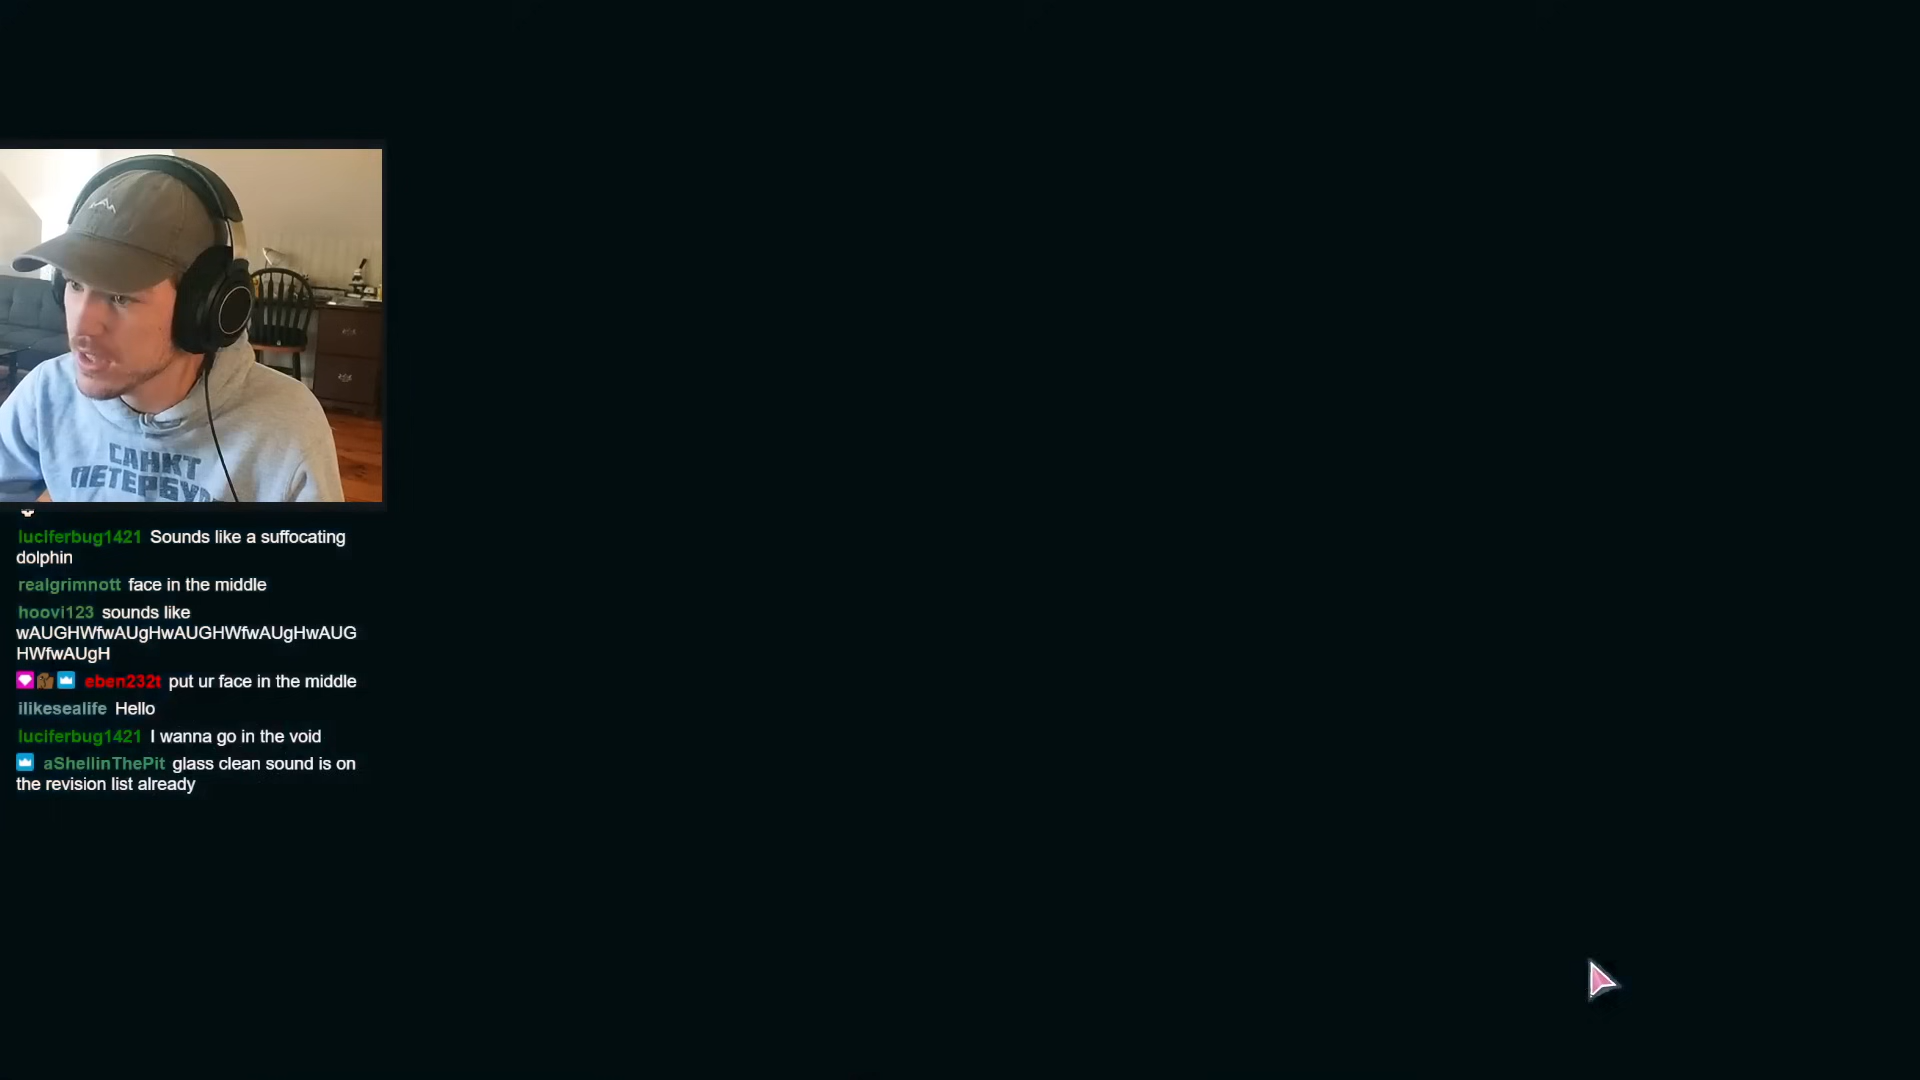 САНКТ
luciferbug1421 Sounds like a suffocating
dolphin
realgrimnott face in the middle
hoovi123 sounds like
wAUGHWfwAUgHwAUGHWfwAUgHwAUG
HWfwAUgH
eben232t put ur face in the middle
ilikesealife Hello
luciferbug1421 I wanna go in the void
aShellinThePit glass clean sound is on
the revision list already